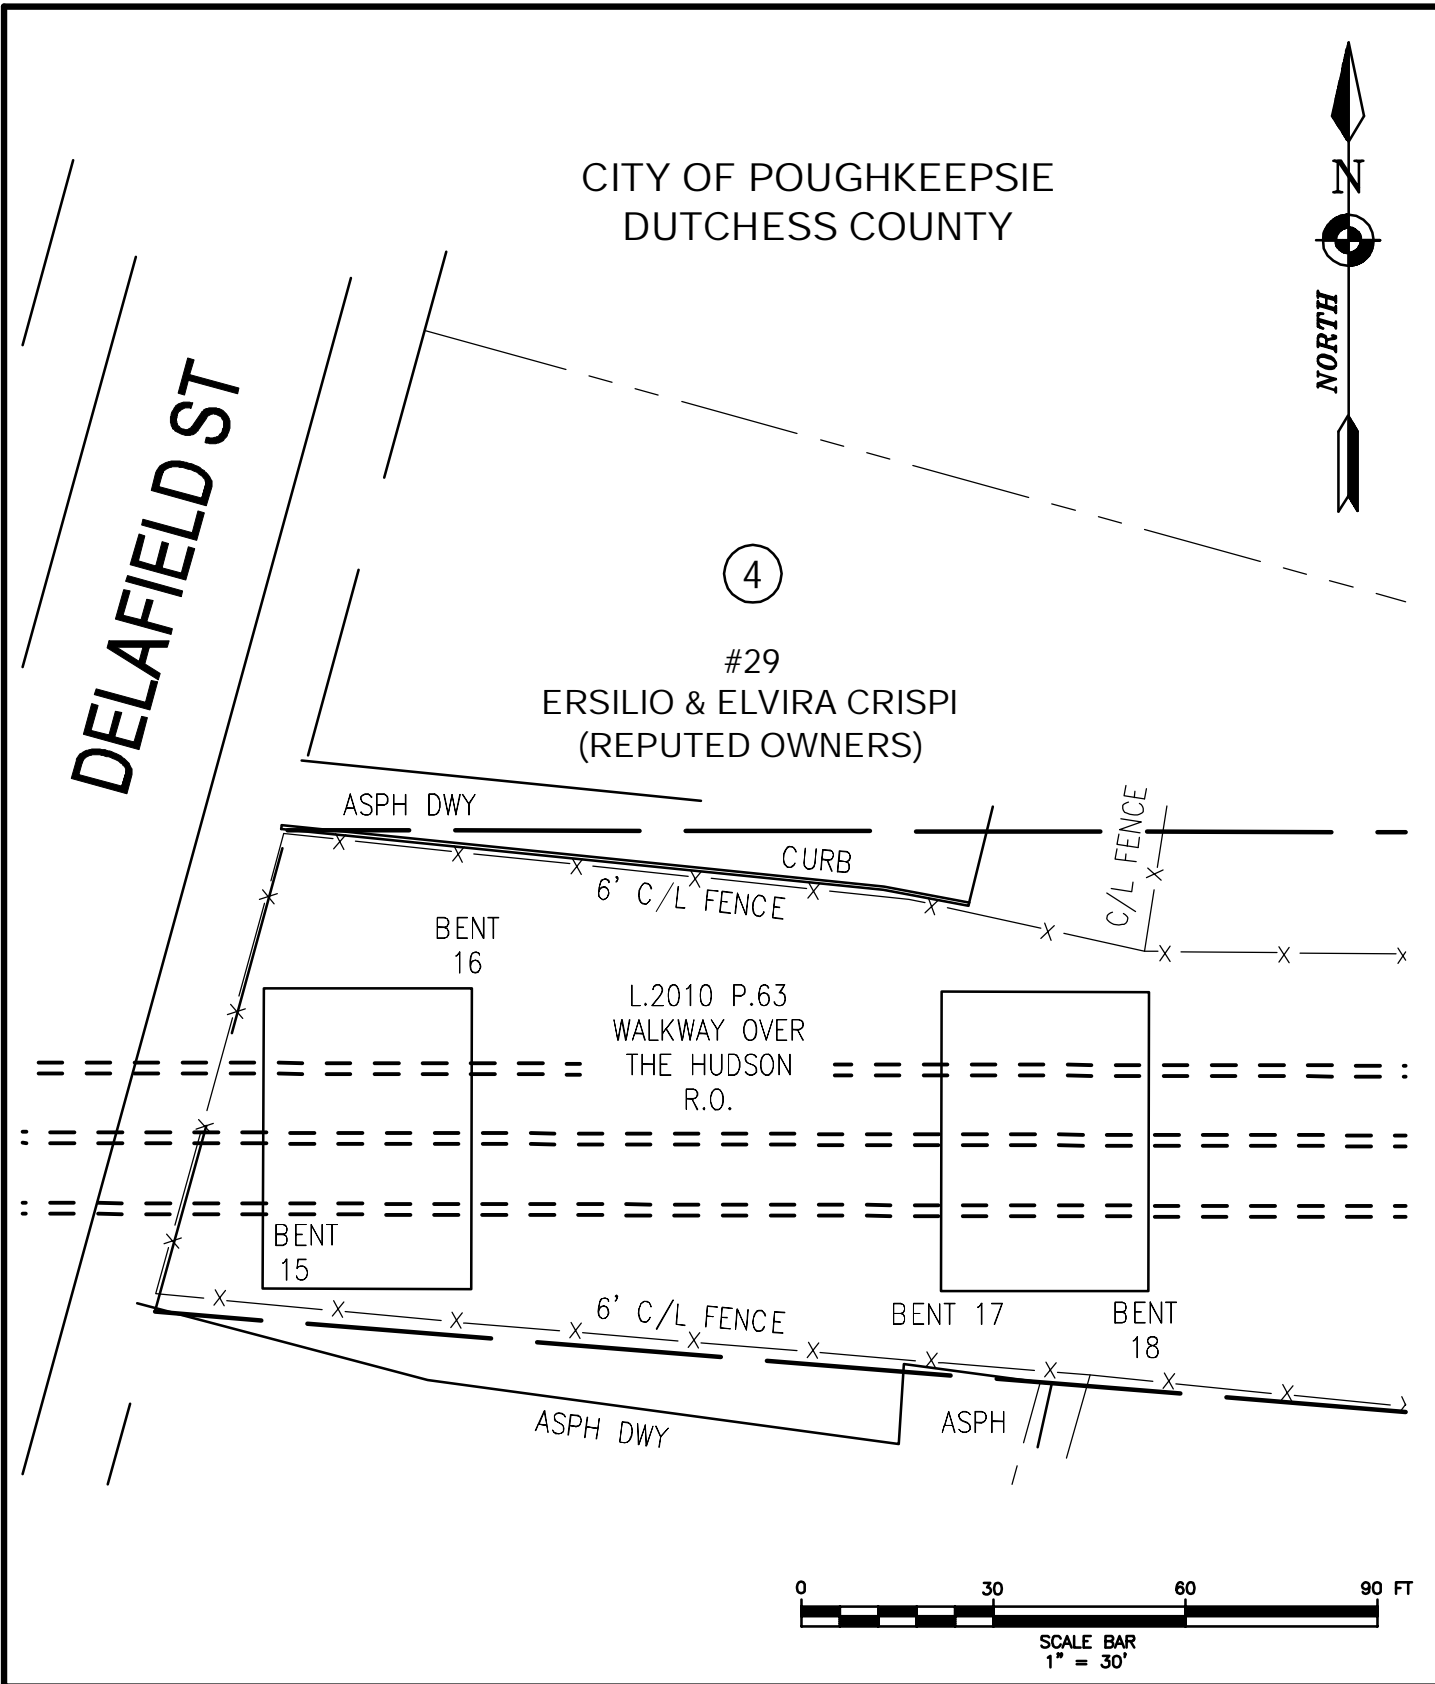 CITY OF POUGHKEEPSIE
DUTCHESS COUNTY
N
NORTH
DELAFIELD ST
4
#29
ERSILIO & ELVIRA CRISPI
(REPUTED OWNERS)
ASPH DWY
CURB
C/L FENCE
6' C/L FENCE
BENT
16
L.2010 P.63
WALKWAY OVER
THE HUDSON
R.O.
BENT
15
6' C/L FENCE
BENT 17
BENT
18
ASPH DWY
ASPH
0 30 60 90 FT
SCALE BAR
1" = 30'